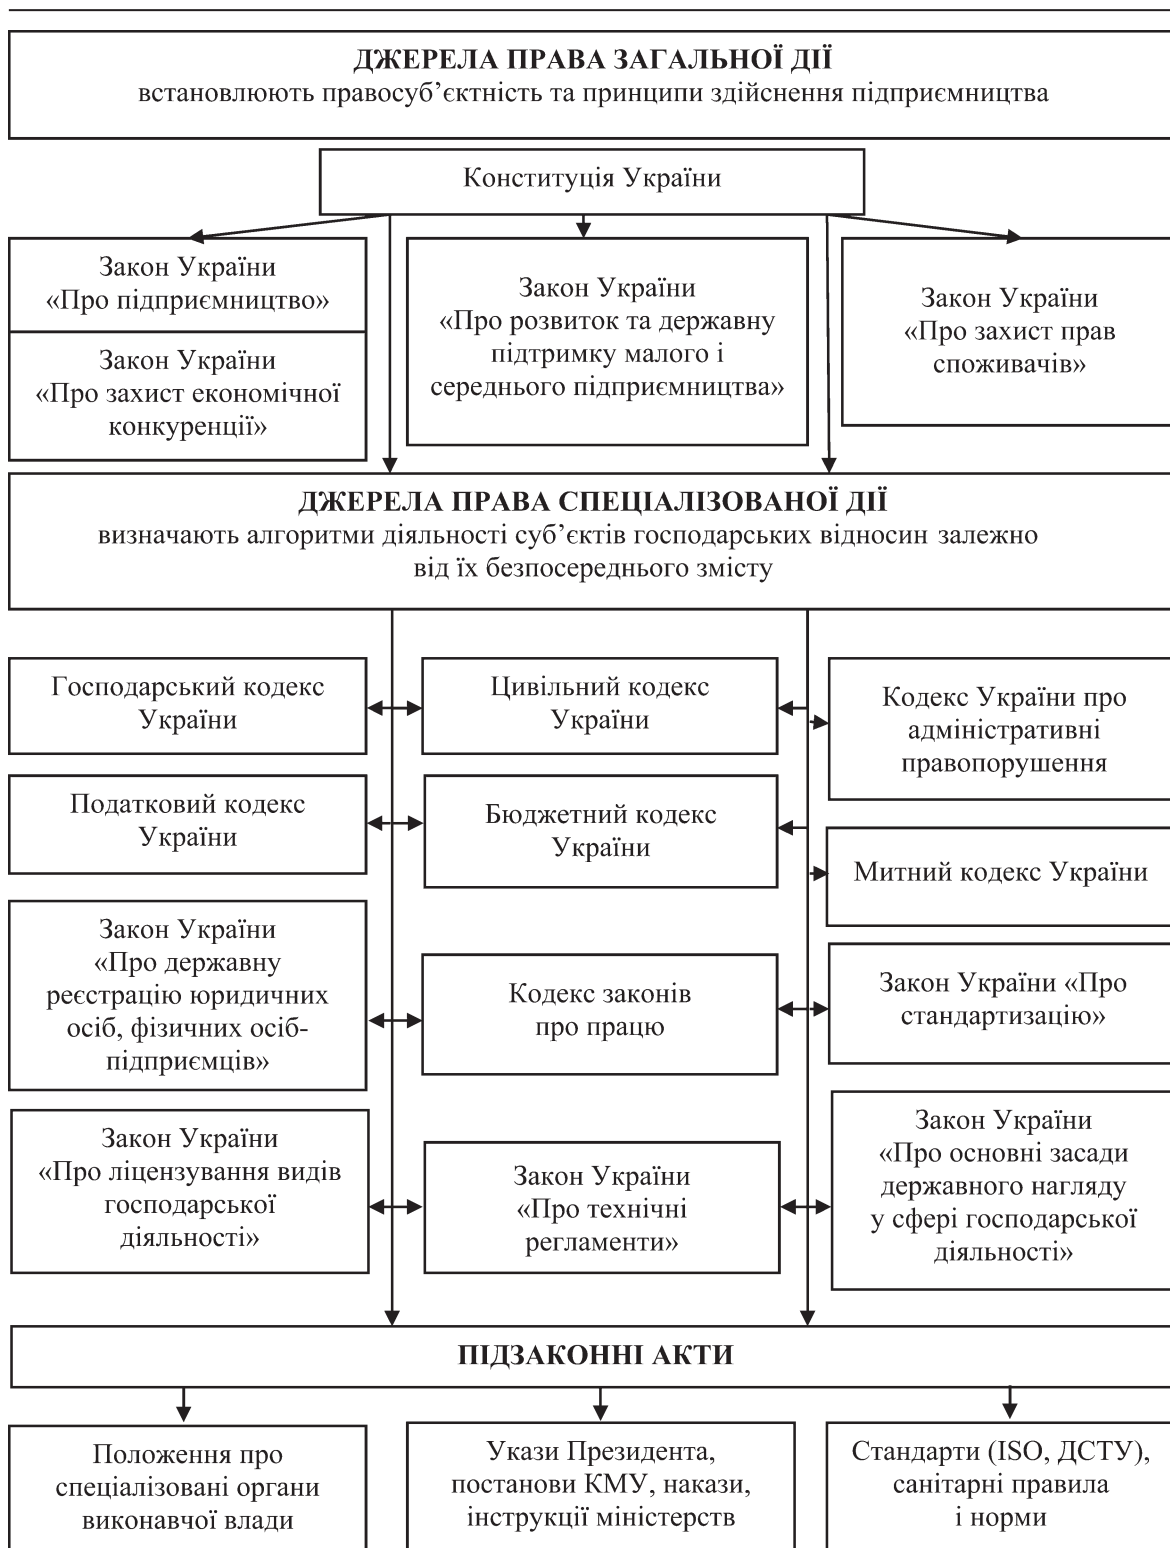 ДЖЕРЕЛА ПРАВА ЗАГАЛЬНОЇ ДІЇ
встановлюють правосуб’єктність та принципи здійснення підприємництва
Конституція України
Закон України
«Про підприємництво»
Закон України
«Про захист економічної
конкуренції»
Закон України
«Про розвиток та державну
підтримку малого і
середнього підприємництва»
Закон України
«Про захист прав
споживачів»
ДЖЕРЕЛА ПРАВА СПЕЦІАЛІЗОВАНОЇ ДІЇ
визначають алгоритми діяльності суб’єктів господарських відносин залежно
від їх безпосереднього змісту
Господарський кодекс
України
Цивільний кодекс
України
Кодекс України про
адміністративні
правопорушення
Податковий кодекс
України
Бюджетний кодекс
України
Митний кодекс України
Закон України
«Про державну
реєстрацію юридичних
осіб, фізичних осіб-
підприємців»
Кодекс законів
про працю
Закон України «Про
стандартизацію»
Закон України
«Про ліцензування видів
господарської
діяльності»
Закон України
«Про технічні
регламенти»
Закон України
«Про основні засади
державного нагляду
у сфері господарської
діяльності»
ПІДЗАКОННІ АКТИ
Положення про
спеціалізовані органи
виконавчої влади
Укази Президента,
постанови КМУ, накази,
інструкції міністерств
Стандарти (ISO, ДСТУ),
санітарні правила
і норми